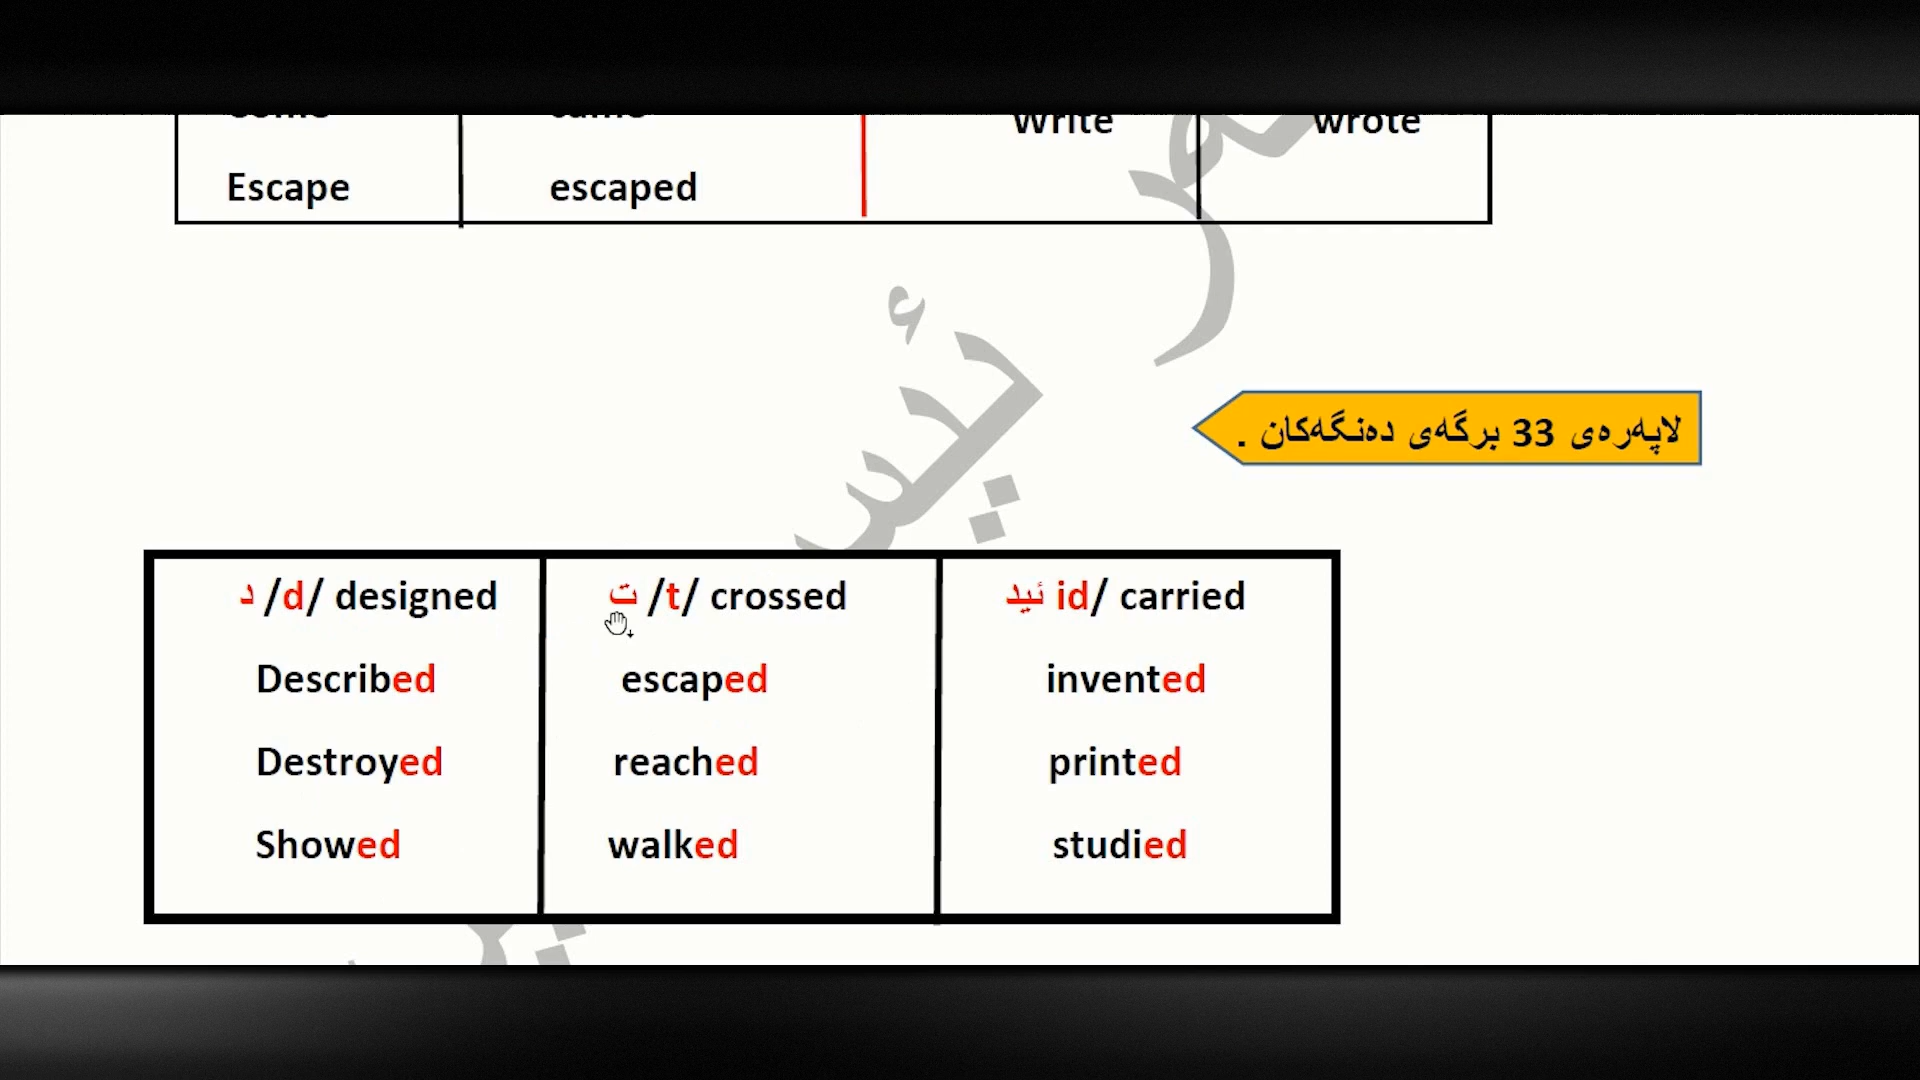 Write wrote
Escape escaped
لاپەرەی 33 برگەی دەنگەکان .
د /d/ designed ت /t/ crossed ئید id/ carried
Described escaped invented
Destroyed reached printed
Showed walked studied